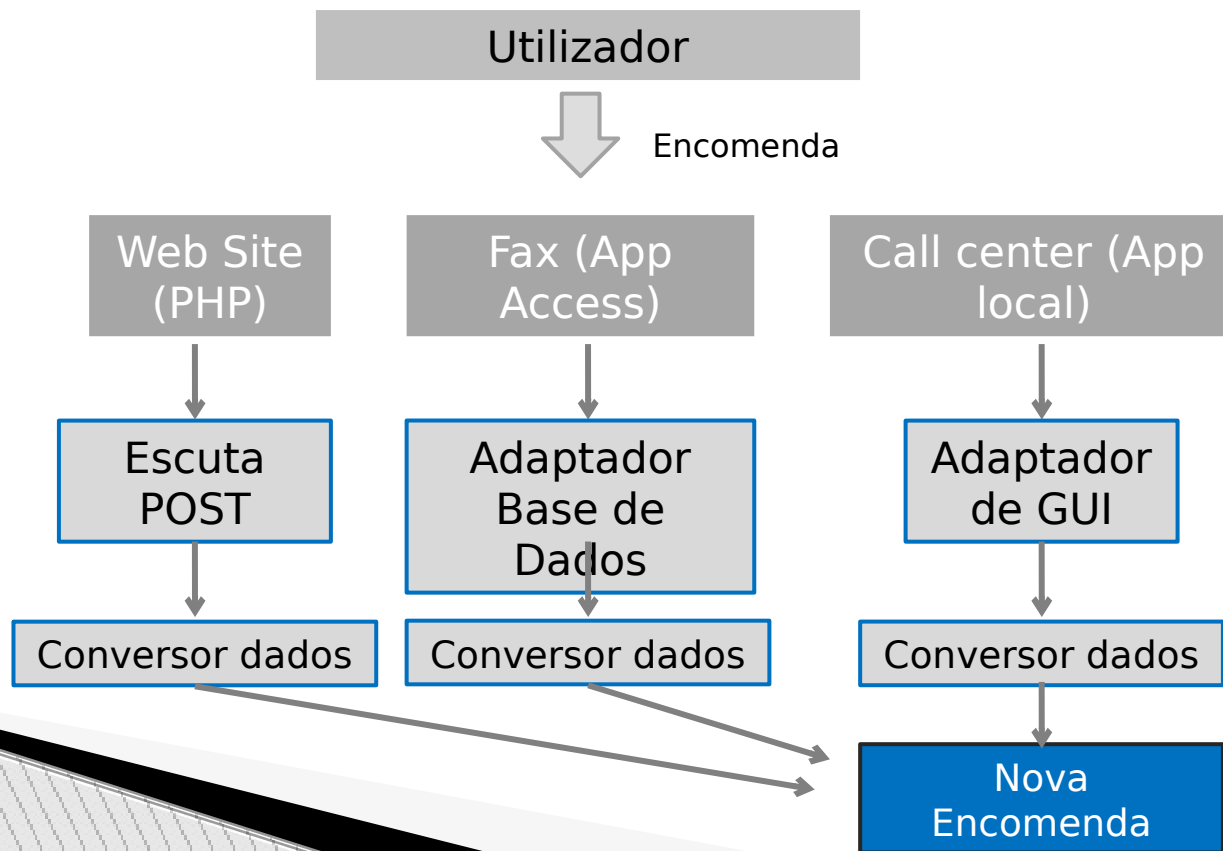 Utilizador
Encomenda
Web Site
(PHP)
Fax (App
Access)
Call center (App
local)
Escuta
POST
Adaptador
Base de
Dados
Adaptador
de GUI
Conversor dados
Conversor dados
Conversor dados
Nova
Encomenda